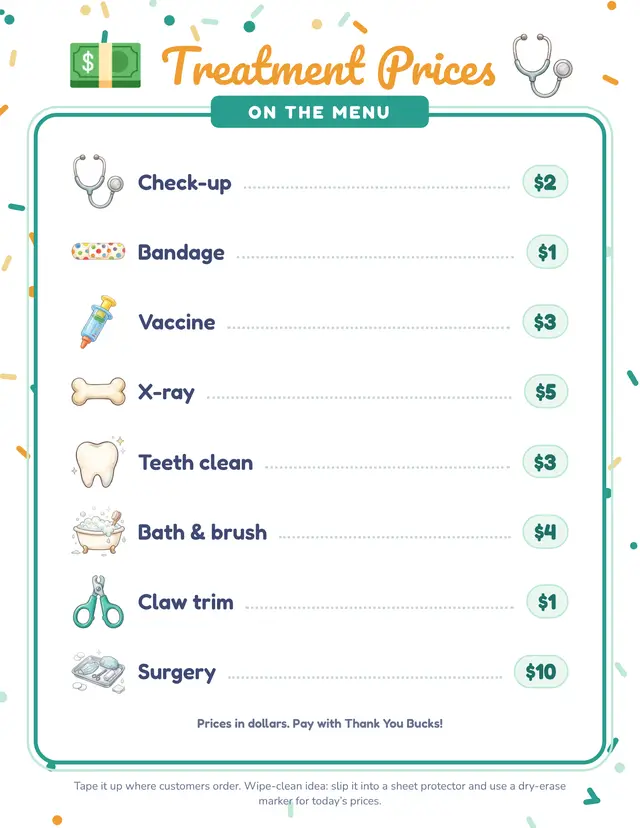 $
Treatment Prices
ON THE MENU
Check-up $2
Bandage $1
Vaccine $3
X-ray $5
Teeth clean $3
Bath & brush $4
Claw trim $1
Surgery $10
Prices in dollars. Pay with Thank You Bucks!
Tape it up where customers order. Wipe-clean idea: slip it into a sheet protector and use a dry-erase
marker for today's prices.